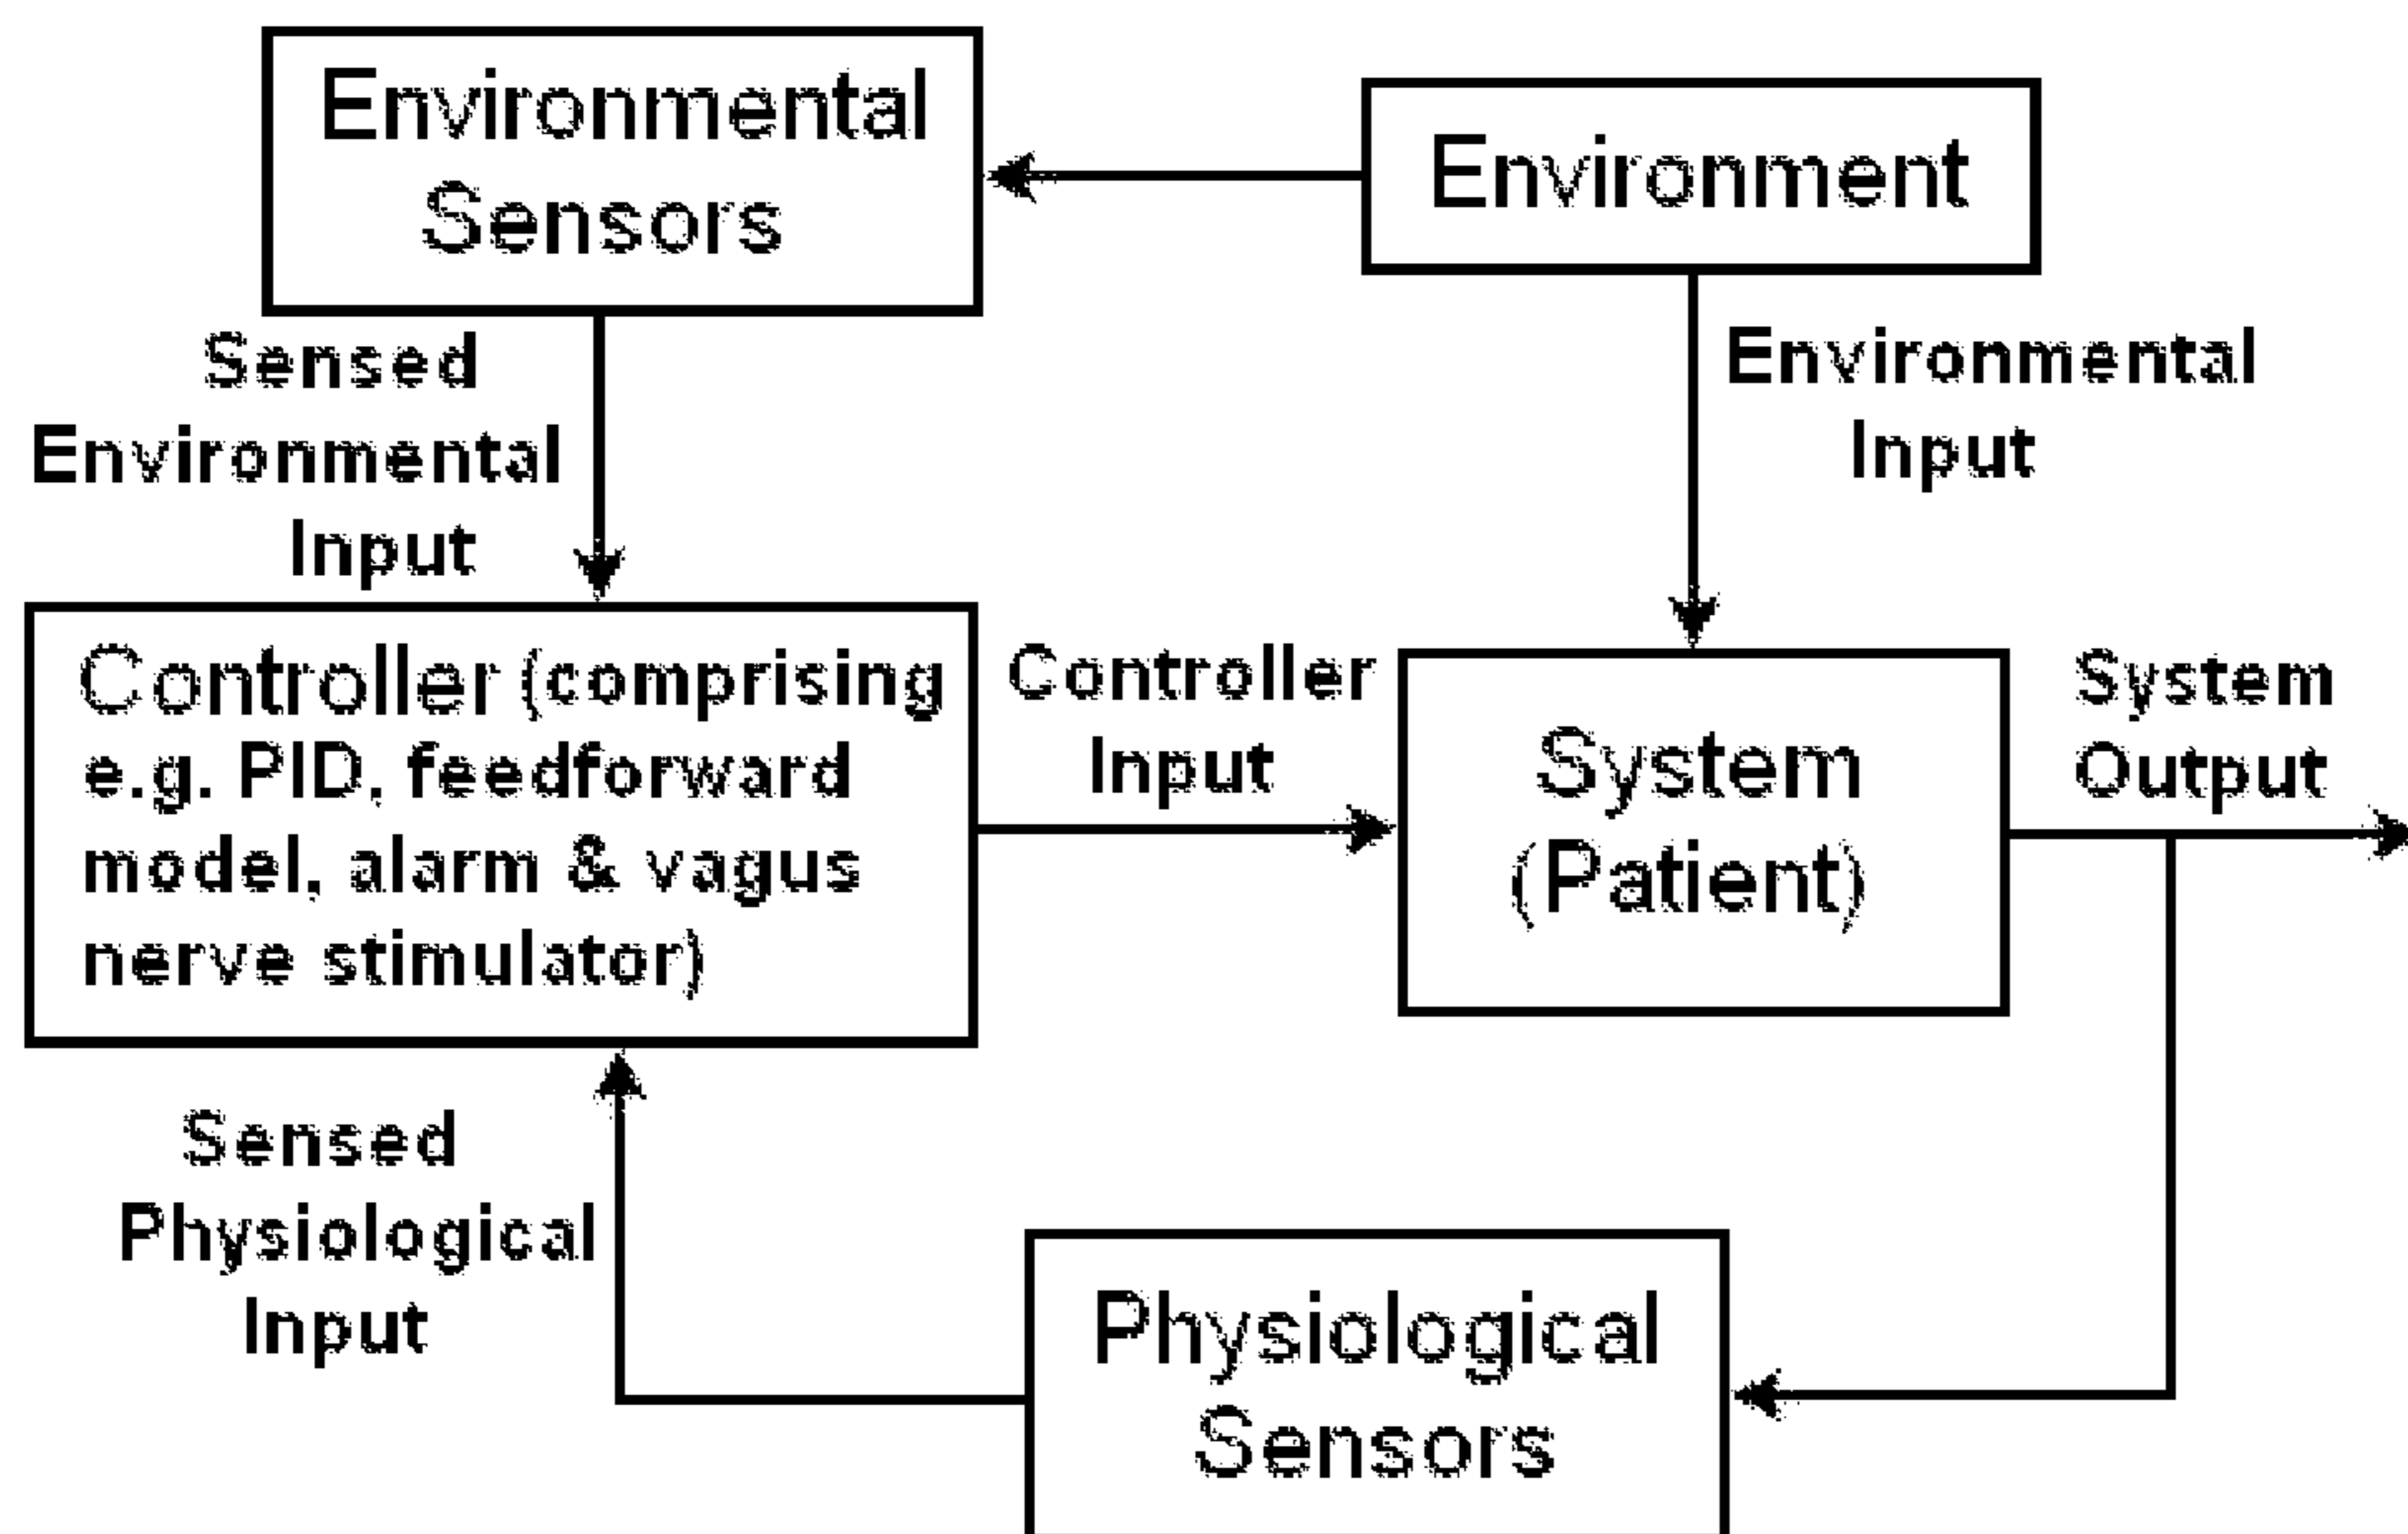 Environmental
Sensors
Environment
Sensed
Environmental
Input
Environmental
Input
Controller (comprising
e.g. PID, feedforward
model, alarm & vagus
nerve stimulator)
Controller
Input
System
(Patient)
System
Output
Sensed
Physiological
Input
Physiological
Sensors